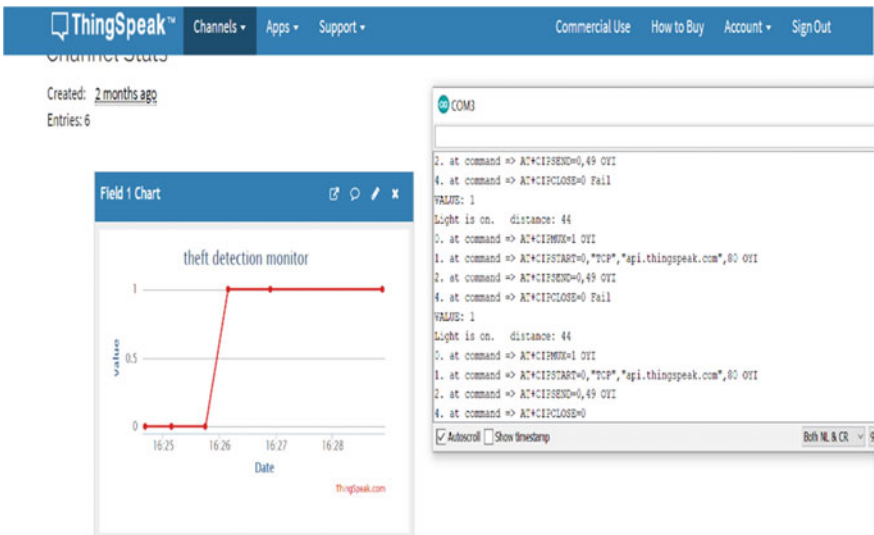 ThingSpeak™ Channels Apps Support Commercial Use How to Buy Account Sign Out
Channel Stats
Created: 2 months ago
Entries: 6
Field 1 Chart
theft detection monitor
value
1
0.5
0
16:25 16:26 16:27 16:28
Date
ThingSpeak.com
COM3
2. at command => AT+CIPSEND=0,49 OYI
4. at command => AT+CIPCLOSE=0 Fail
VALUE: 1
Light is on. distance: 44
0. at command => AT+CIPMUX=1 OYI
1. at command => AT+CIPSTART=0,"TCP","api.thingspeak.com",80 OYI
2. at command => AT+CIPSEND=0,49 OYI
4. at command => AT+CIPCLOSE=0 Fail
VALUE: 1
Light is on. distance: 44
0. at command => AT+CIPMUX=1 OYI
1. at command => AT+CIPSTART=0,"TCP","api.thingspeak.com",80 OYI
2. at command => AT+CIPSEND=0,49 OYI
4. at command => AT+CIPCLOSE=0
Autoscroll Show timestamp Both NL & CR 9